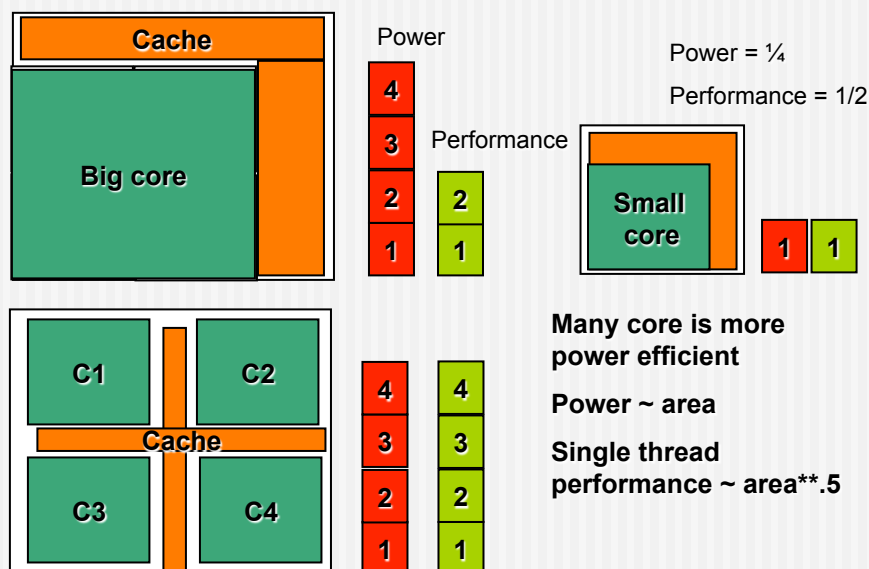 Cache
Power
Big core
4
3
2
1
Performance
2
1
Power = ¼
Performance = 1/2
Small
core
1 1
C1
C2
Cache
C3
C4
4
3
2
1
4
3
2
1
Many core is more
power efficient
Power ~ area
Single thread
performance ~ area**.5